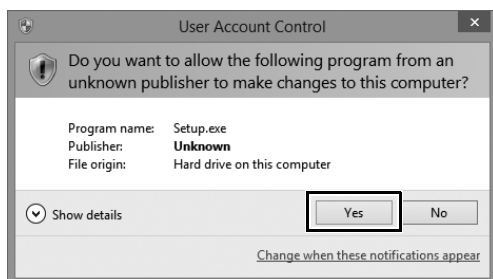 User Account Control
Do you want to allow the following program from an
unknown publisher to make changes to this computer?
Program name: Setup.exe
Publisher: Unknown
File origin: Hard drive on this computer
Show details
Yes No
Change when these notifications appear